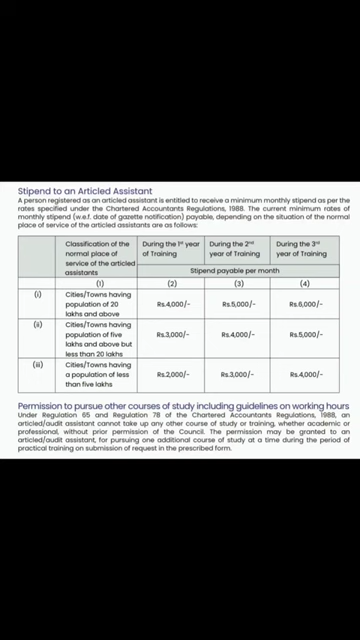 Stipend to an Articled Assistant
A person registered as an articled assistant is entitled to receive a minimum monthly stipend as per the
rates specified under the Chartered Accountants Regulations, 1988. The current minimum rates of
monthly stipend (w.e.f. date of gazette notification) payable, depending on the situation of the normal
place of service of the articled assistants are as follows:
Classification of the normal place of service of the articled assistants
During the 1st year of Training
During the 2nd year of Training
During the 3rd year of Training
Stipend payable per month
(1) (2) (3) (4)
(i) Cities/Towns having population of 20 lakhs and above Rs.4,000/- Rs.5,000/- Rs.6,000/-
(ii) Cities/Towns having population of five lakhs and above but less than 20 lakhs Rs.3,000/- Rs.4,000/- Rs.5,000/-
(iii) Cities/Towns having a population of less than five lakhs Rs.2,000/- Rs.3,000/- Rs.4,000/-
Permission to pursue other courses of study including guidelines on working hours
Under Regulation 65 and Regulation 78 of the Chartered Accountants Regulations, 1988, an
articled/audit assistant cannot take up any other course of study or training, whether academic or
professional, without prior permission of the Council. The permission may be granted to an
articled/audit assistant, for pursuing one additional course of study at a time during the period of
practical training on submission of request in the prescribed form.